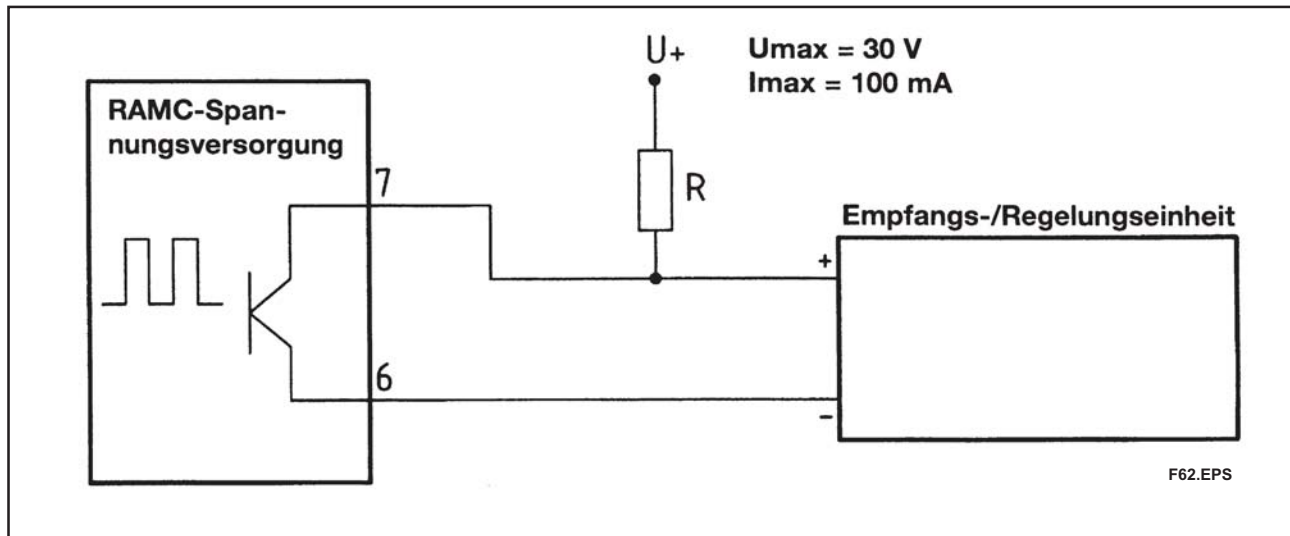 U+
Umax = 30 V
Imax = 100 mA
RAMC-Span-
nungsversorgung
7
R
Empfangs-/Regelungseinheit
+
6
–
F62.EPS